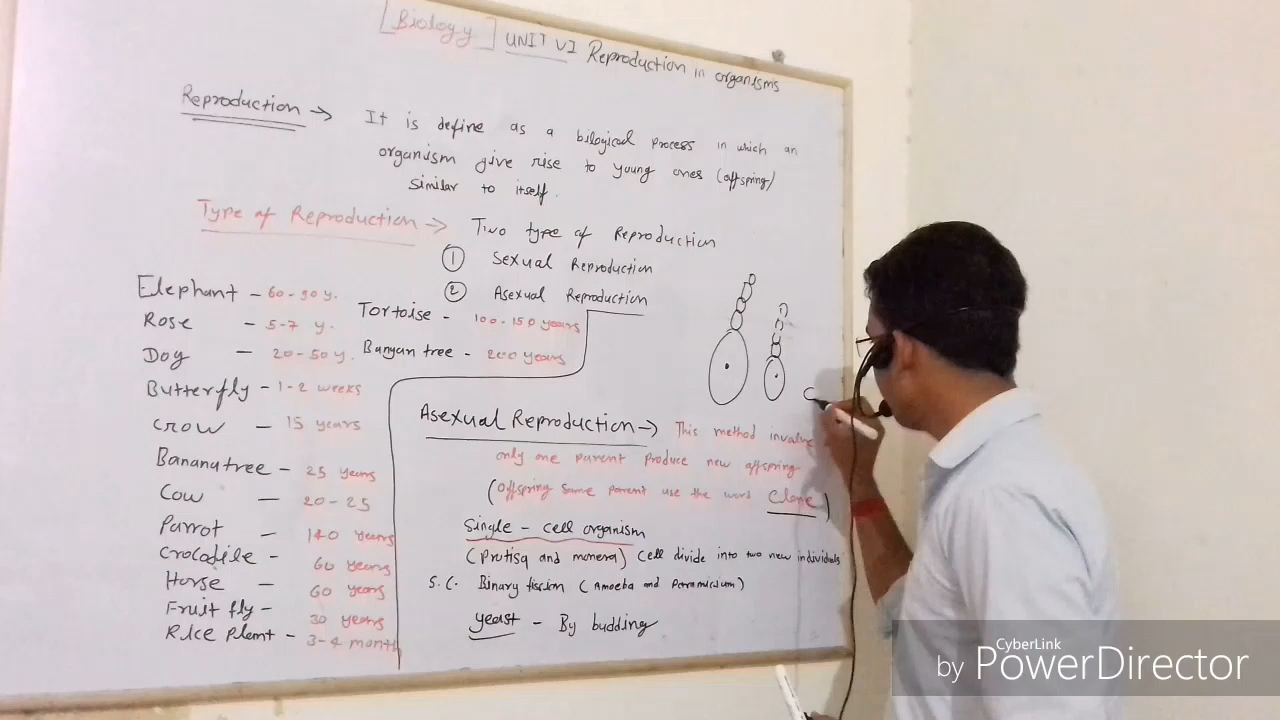 [Biology] UNIT VI Reproduction in organisms
Reproduction → It is define as a bilogical process in which an
organism give rise to young ones (offspring)
similar to itself.
Type of Reproduction → Two type of Reproduction
① Sexual Reproduction
② Asexual Reproduction
Elephant - 60-90 y.
Rose - 5-7 y.
Dog - 20-50 y.
Butterfly - 1-2 weeks
Crow - 15 years
Banana tree - 25 years
Cow - 20-25
Parrot - 140 years
Crocodile 60 years
Horse - 60 years
Fruit fly - 30 years
Rice Plant - 3-4 month
Tortoise - 100-150 years
Banyan tree - 200 years
Asexual Reproduction → This method involve
only one parent produce new offspring
(offspring same parent use the word Clone)
Single - cell organism
(Protisa and monera) Cell divide into two new individuals
S.C. Binary fission (Amoeba and Paramicium)
yeast - By budding
CyberLink
by PowerDirector